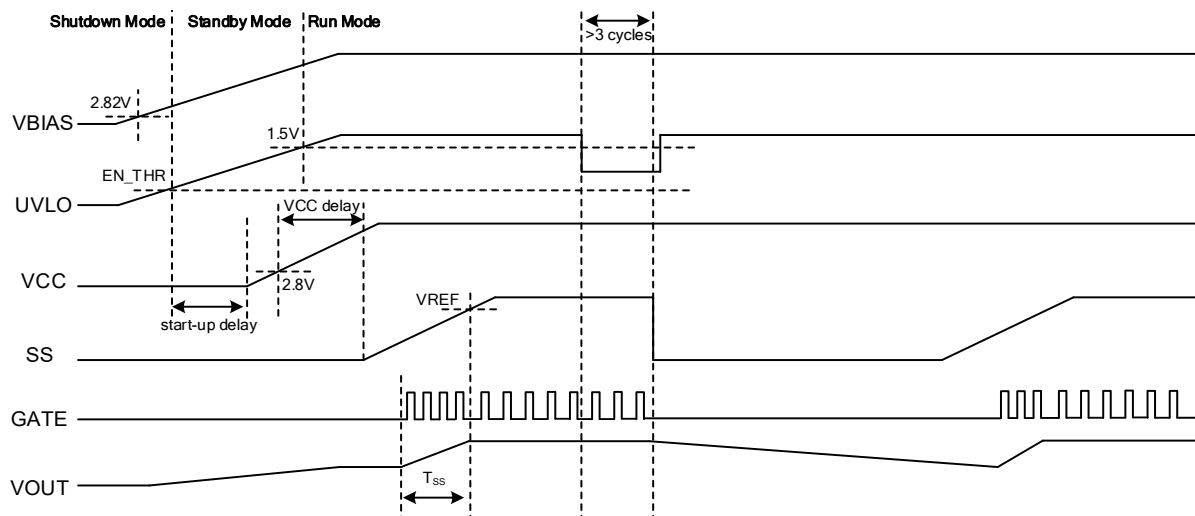 Shutdown Mode Standby Mode Run Mode
>3 cycles
2.82V
VBIAS
1.5V
EN_THR
UVLO
VCC delay
VCC
2.8V
start-up delay
VREF
SS
GATE
VOUT
TSS